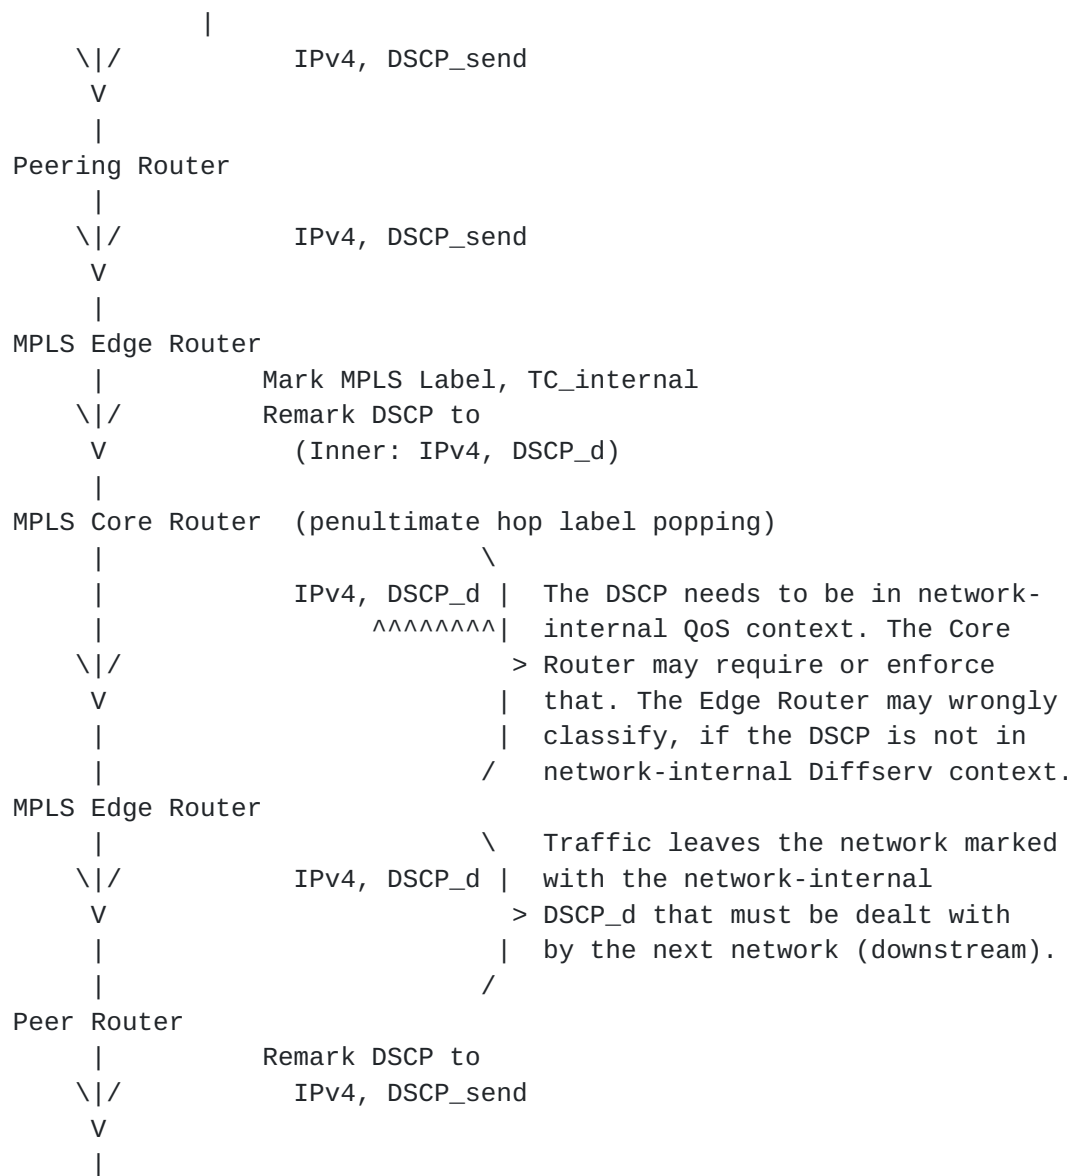 |
    \|/           IPv4, DSCP_send
     V
     |
Peering Router
     |
    \|/           IPv4, DSCP_send
     V
     |
MPLS Edge Router
     |          Mark MPLS Label, TC_internal
    \|/         Remark DSCP to
     V            (Inner: IPv4, DSCP_d)
     |
MPLS Core Router  (penultimate hop label popping)
     |                        \
     |            IPv4, DSCP_d |  The DSCP needs to be in network-
     |                 ^^^^^^^^|  internal QoS context. The Core
    \|/                         > Router may require or enforce
     V                         |  that. The Edge Router may wrongly
     |                         |  classify, if the DSCP is not in
     |                        /   network-internal Diffserv context.
MPLS Edge Router
     |                        \   Traffic leaves the network marked
    \|/           IPv4, DSCP_d |  with the network-internal
     V                          > DSCP_d that must be dealt with
     |                         |  by the next network (downstream).
     |                        /
Peer Router
     |          Remark DSCP to
    \|/           IPv4, DSCP_send
     V
     |